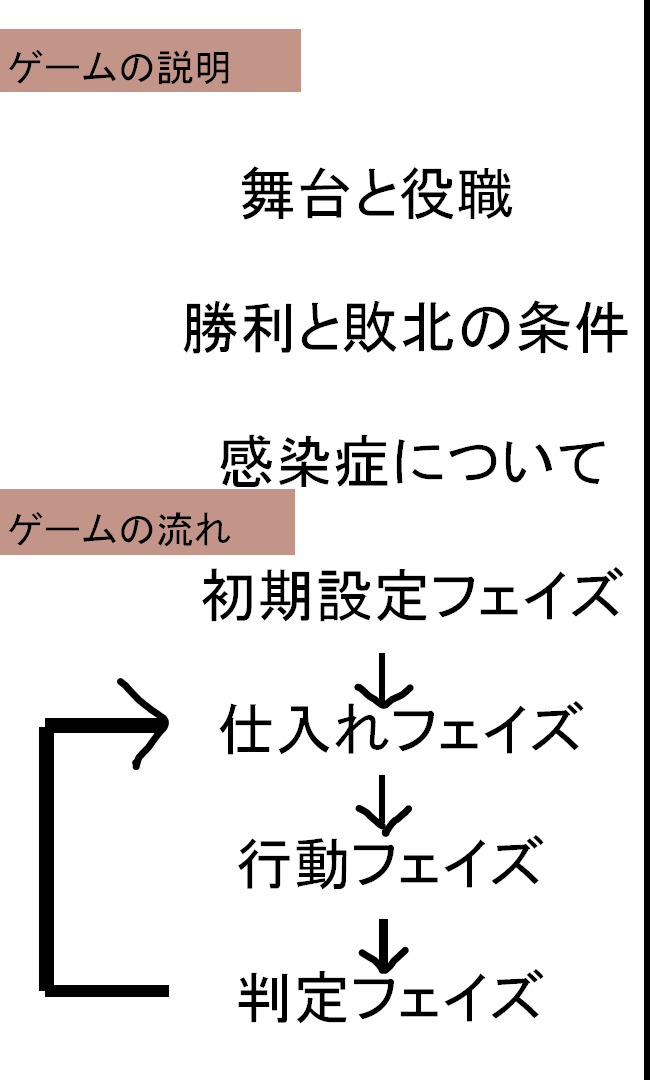 ゲームの説明
舞台と役職
勝利と敗北の条件
感染症について
ゲームの流れ
初期設定フェイズ
仕入れフェイズ
行動フェイズ
判定フェイズ